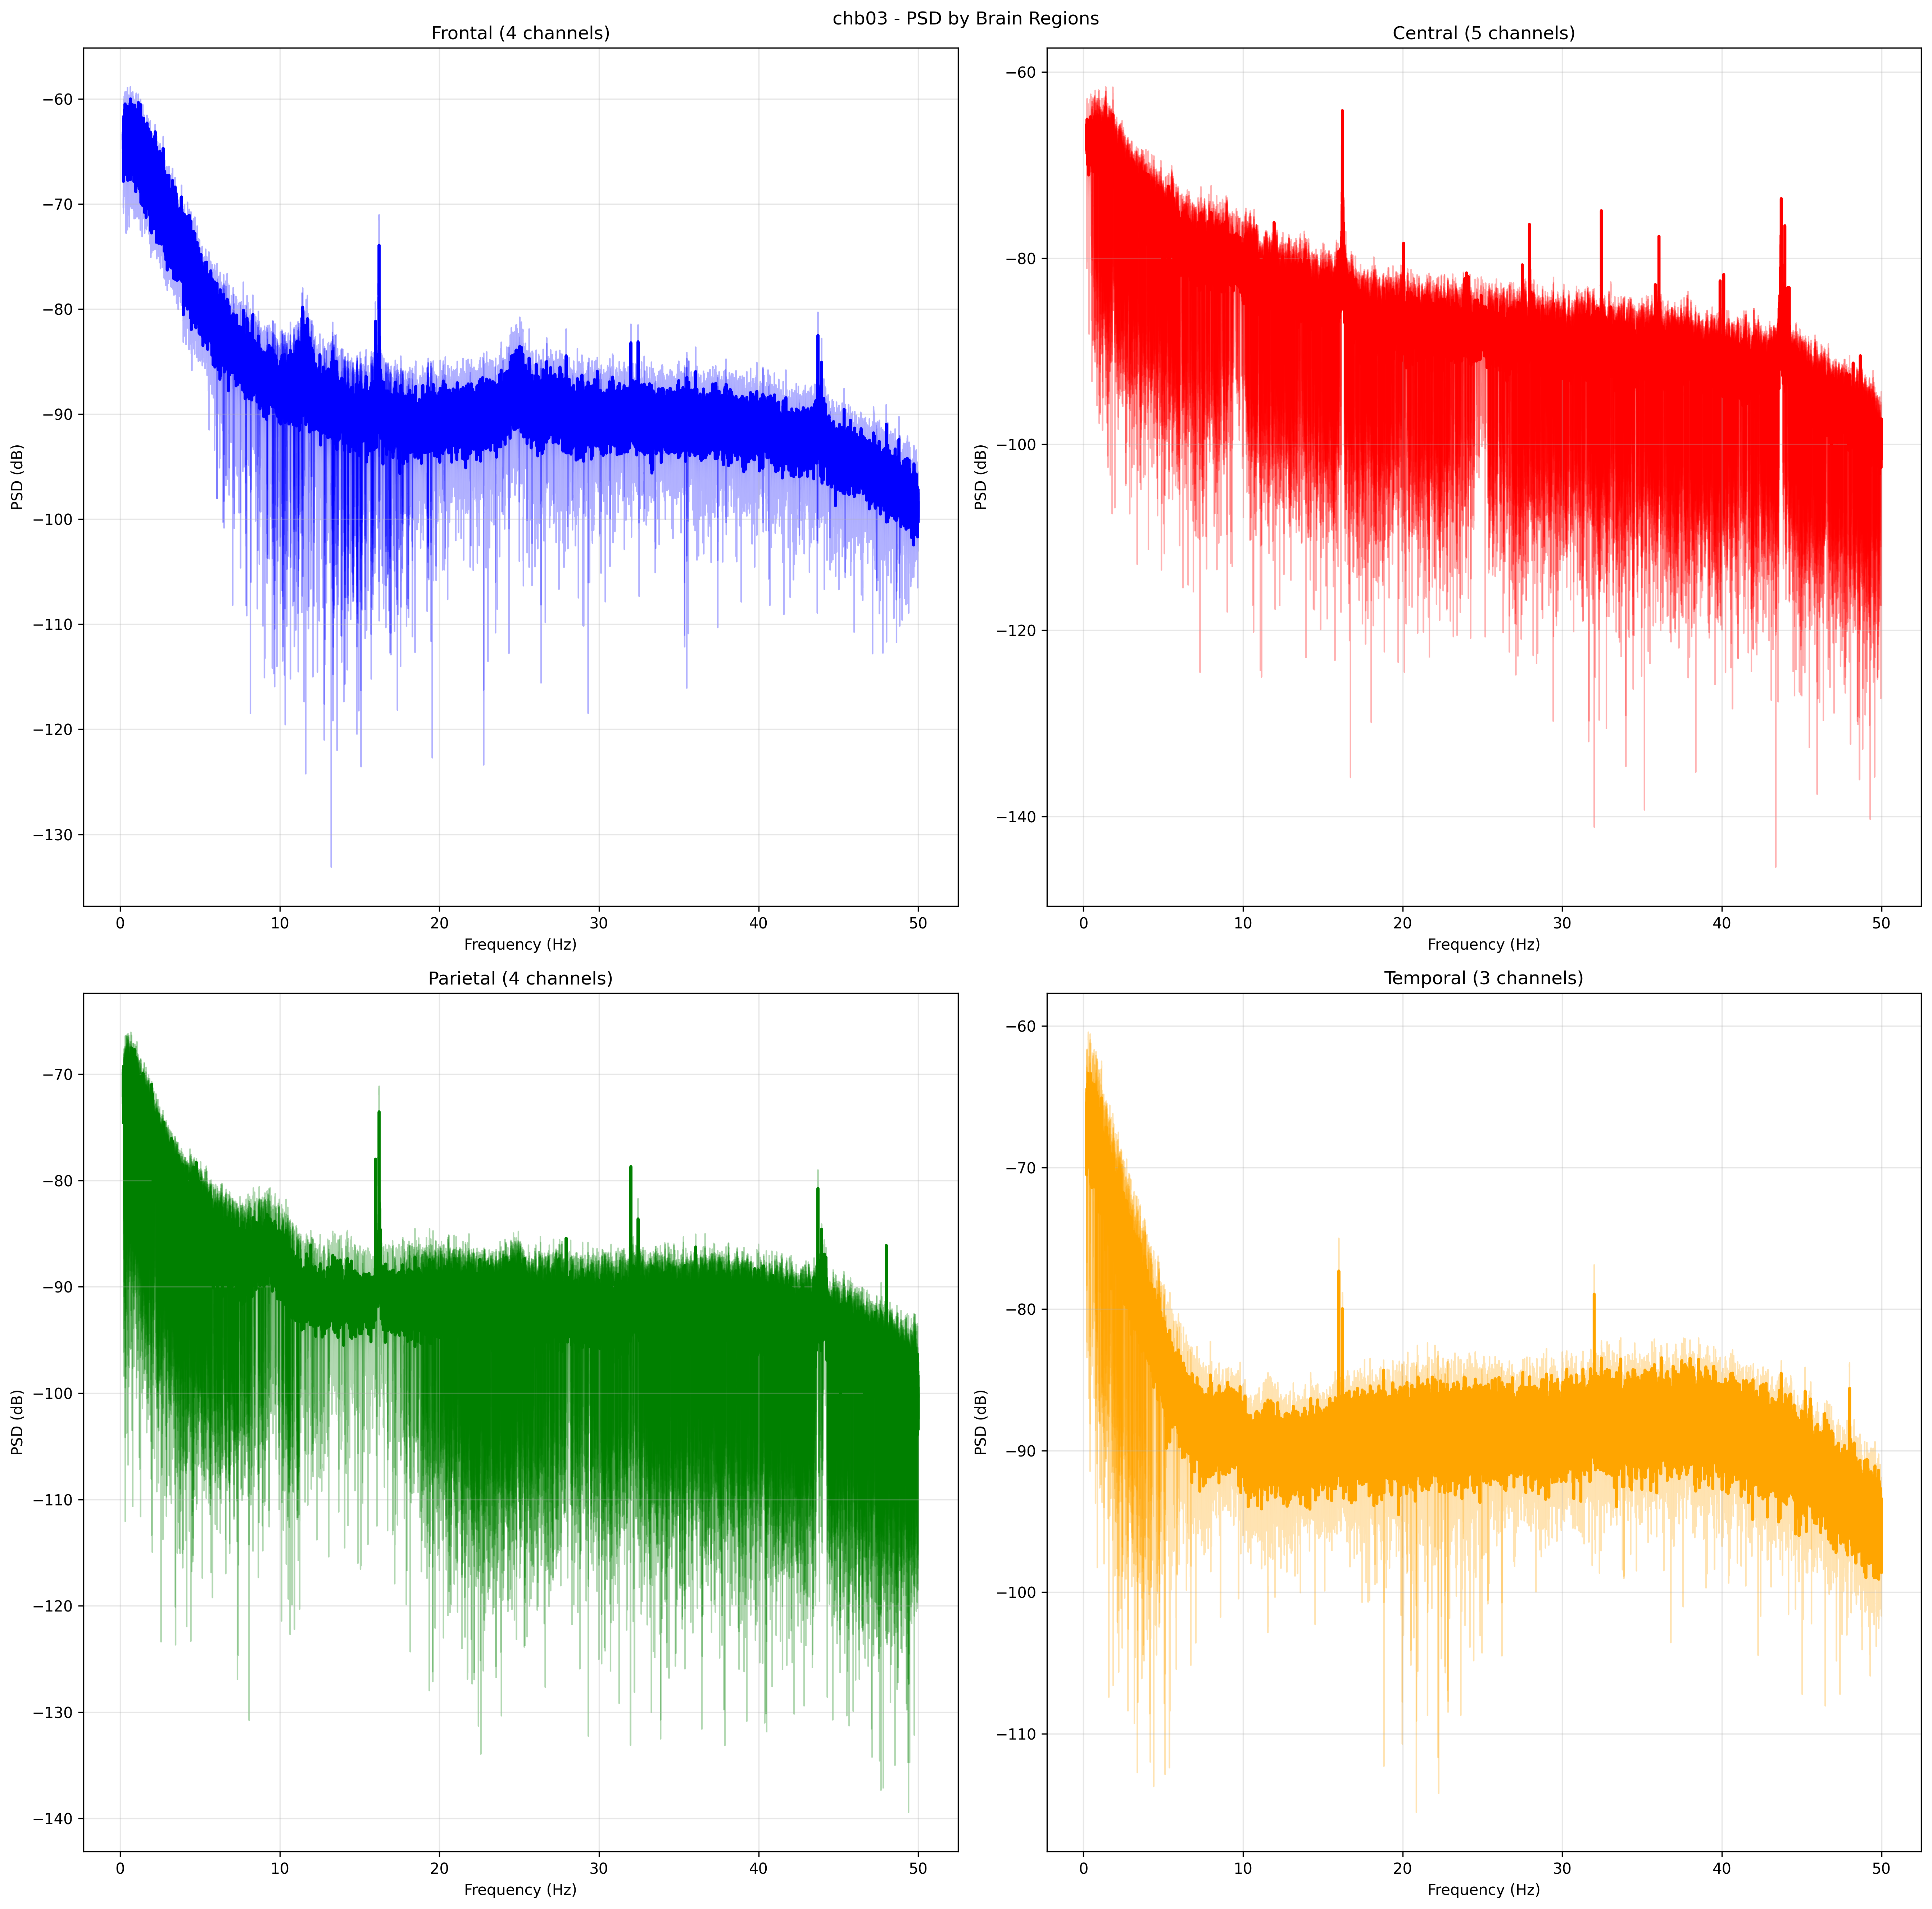 chb03 - PSD by Brain Regions
Frontal (4 channels)
−60
−70
−80
−90
−100
−110
−120
−130
PSD (dB)
0 10 20 30 40 50
Frequency (Hz)
Central (5 channels)
−60
−80
−100
−120
−140
PSD (dB)
0 10 20 30 40 50
Frequency (Hz)
Parietal (4 channels)
−70
−80
−90
−100
−110
−120
−130
−140
PSD (dB)
0 10 20 30 40 50
Frequency (Hz)
Temporal (3 channels)
−60
−70
−80
−90
−100
−110
PSD (dB)
0 10 20 30 40 50
Frequency (Hz)